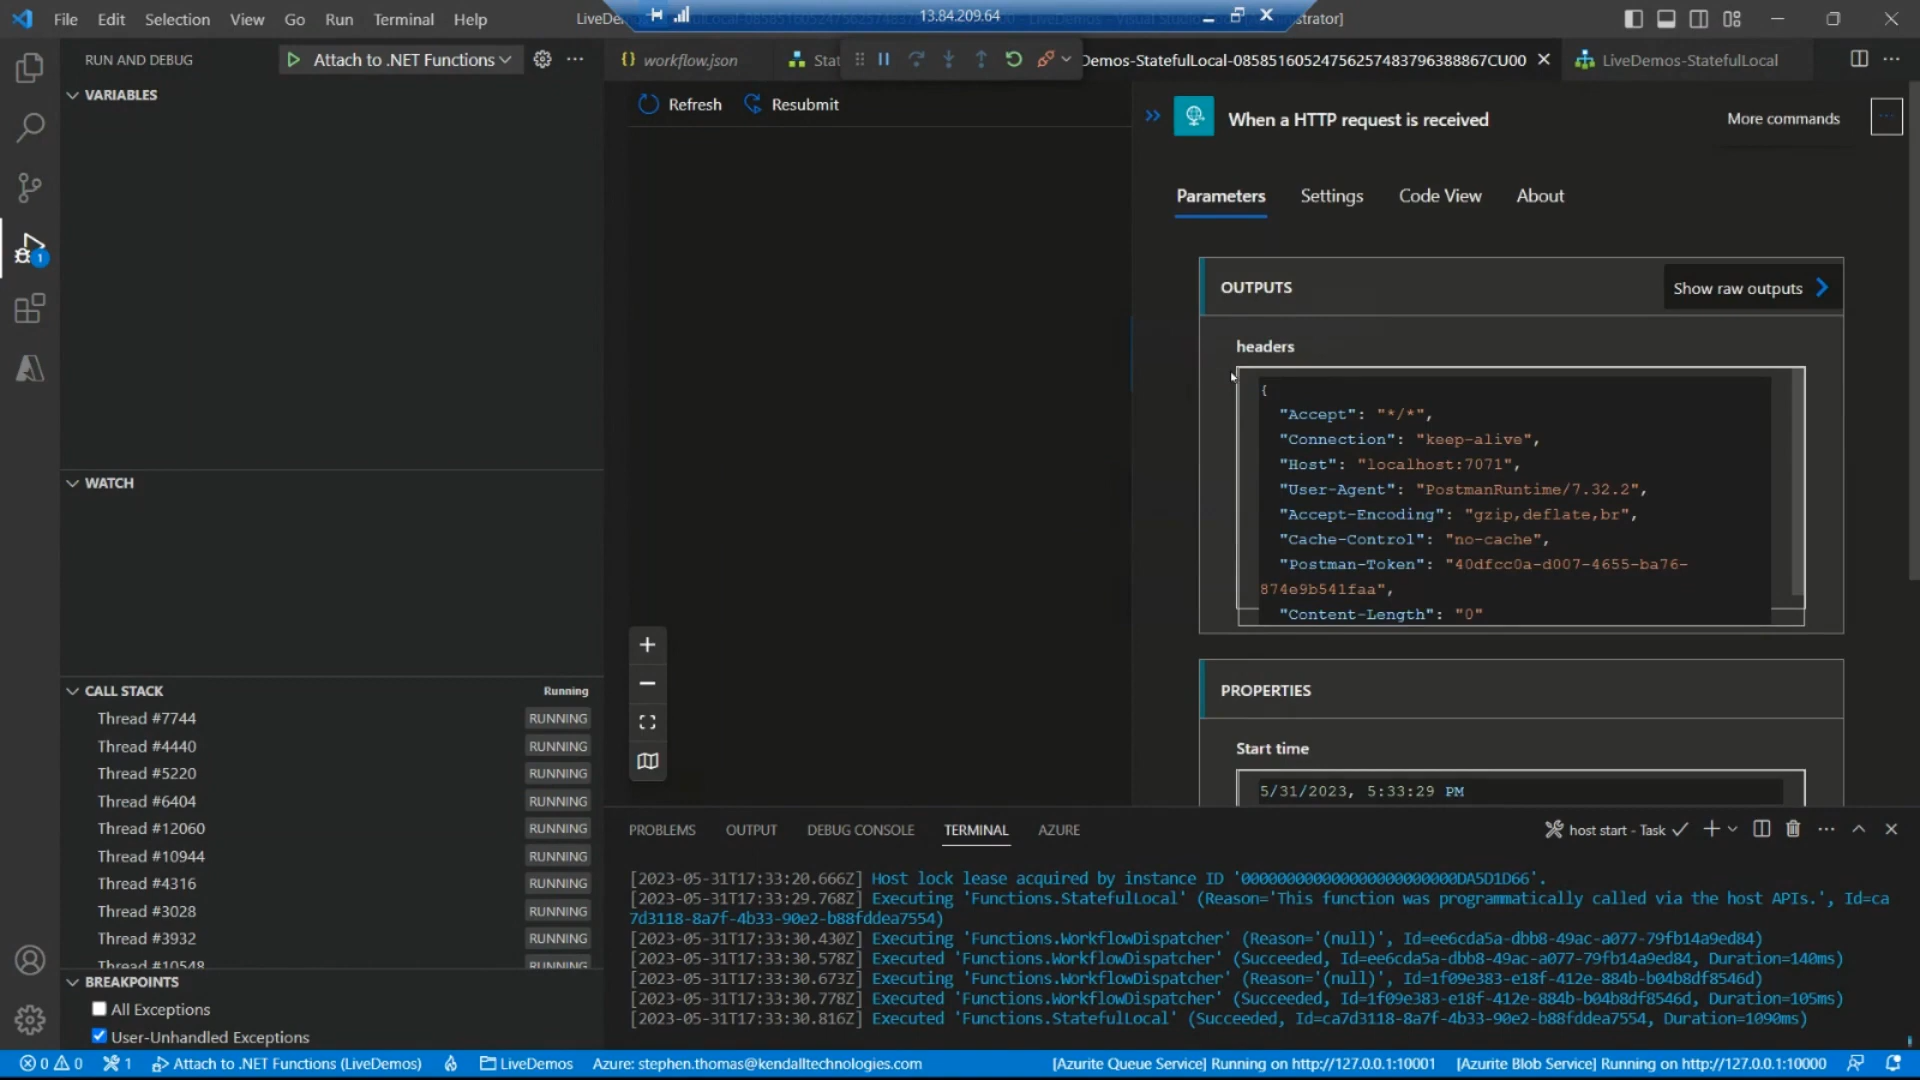 File Edit Selection View Go Run Terminal Help
13.84.209.64
RUN AND DEBUG
Attach to .NET Functions
workflow.json
Demos-StatefulLocal-08585160524756257483796388867CU00
LiveDemos-StatefulLocal
VARIABLES
Refresh
Resubmit
When a HTTP request is received
More commands
Parameters
Settings
Code View
About
OUTPUTS
Show raw outputs
headers
{
"Accept": "*/*",
"Connection": "keep-alive",
"Host": "localhost:7071",
"User-Agent": "PostmanRuntime/7.32.2",
"Accept-Encoding": "gzip,deflate,br",
"Cache-Control": "no-cache",
"Postman-Token": "40dfcc0a-d007-4655-ba76-
874e9b541faa",
"Content-Length": "0"
PROPERTIES
Start time
5/31/2023, 5:33:29 PM
WATCH
CALL STACK
Running
Thread #7744 RUNNING
Thread #4440 RUNNING
Thread #5220 RUNNING
Thread #6404 RUNNING
Thread #12060 RUNNING
Thread #10944 RUNNING
Thread #4316 RUNNING
Thread #3028 RUNNING
Thread #3932 RUNNING
Thread #10548 RUNNING
BREAKPOINTS
All Exceptions
User-Unhandled Exceptions
PROBLEMS OUTPUT DEBUG CONSOLE TERMINAL AZURE
host start - Task
[2023-05-31T17:33:20.666Z] Host lock lease acquired by instance ID '000000000000000000000000DA5D1D66'.
[2023-05-31T17:33:29.768Z] Executing 'Functions.StatefulLocal' (Reason='This function was programmatically called via the host APIs.', Id=ca
7d3118-8a7f-4b33-90e2-b88fddea7554)
[2023-05-31T17:33:30.430Z] Executing 'Functions.WorkflowDispatcher' (Reason='(null)', Id=ee6cda5a-dbb8-49ac-a077-79fb14a9ed84)
[2023-05-31T17:33:30.578Z] Executed 'Functions.WorkflowDispatcher' (Succeeded, Id=ee6cda5a-dbb8-49ac-a077-79fb14a9ed84, Duration=140ms)
[2023-05-31T17:33:30.673Z] Executing 'Functions.WorkflowDispatcher' (Reason='(null)', Id=1f09e383-e18f-412e-884b-b04b8df8546d)
[2023-05-31T17:33:30.778Z] Executed 'Functions.WorkflowDispatcher' (Succeeded, Id=1f09e383-e18f-412e-884b-b04b8df8546d, Duration=105ms)
[2023-05-31T17:33:30.816Z] Executed 'Functions.StatefulLocal' (Succeeded, Id=ca7d3118-8a7f-4b33-90e2-b88fddea7554, Duration=1090ms)
0 0 1 Attach to .NET Functions (LiveDemos) LiveDemos Azure: stephen.thomas@kendalltechnologies.com [Azurite Queue Service] Running on http://127.0.0.1:10001 [Azurite Blob Service] Running on http://127.0.0.1:10000